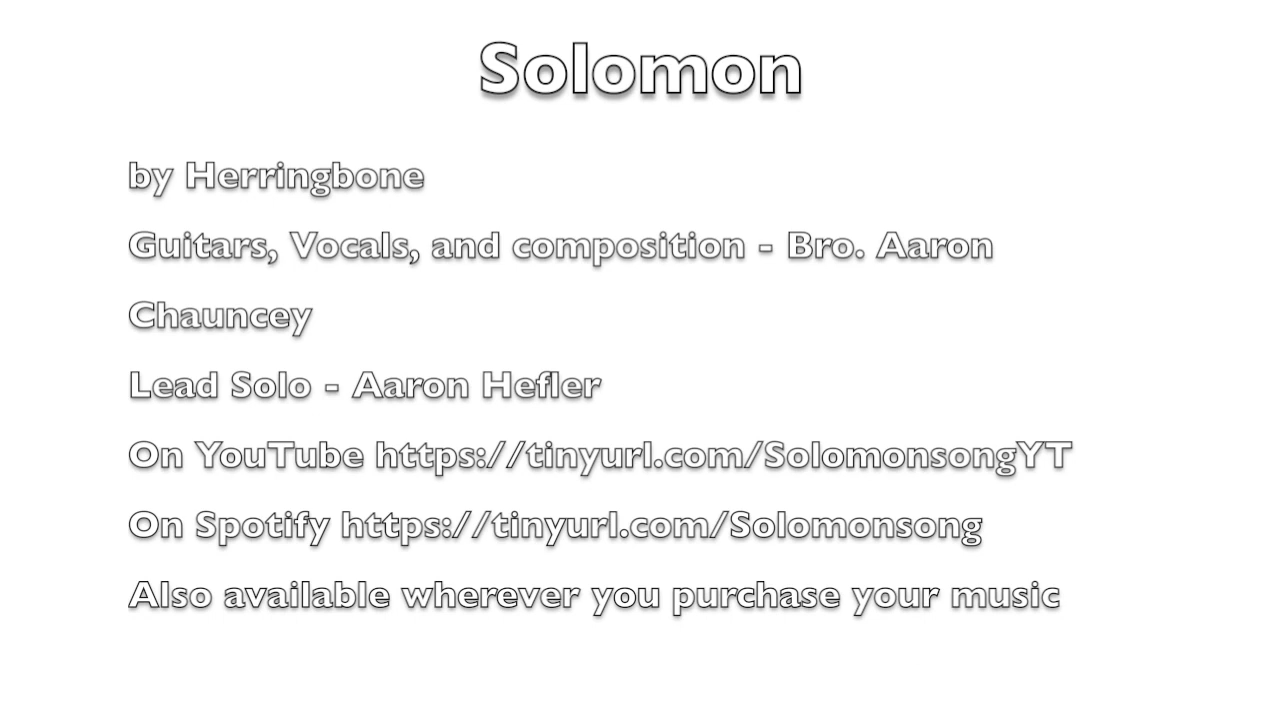 Solomon
by Herringbone
Guitars, Vocals, and composition - Bro. Aaron
Chauncey
Lead Solo - Aaron Hefler
On YouTube https://tinyurl.com/SolomonsongYT
On Spotify https://tinyurl.com/Solomonsong
Also available wherever you purchase your music